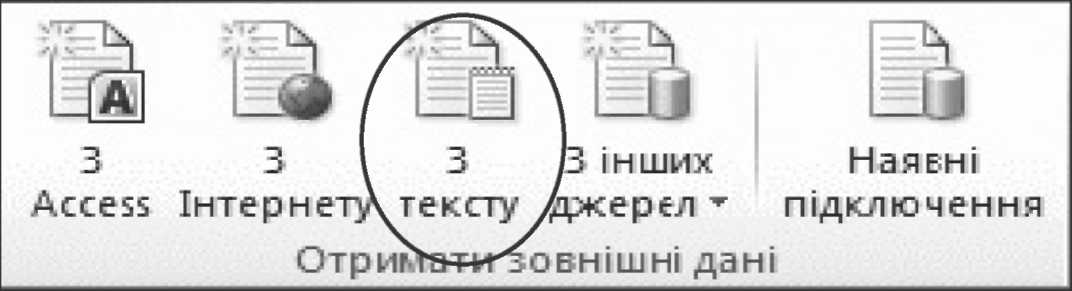 З
Access
З
Інтернету
З
тексту
З інших
джерел
Наявні
підключення
Отримати зовнішні дані